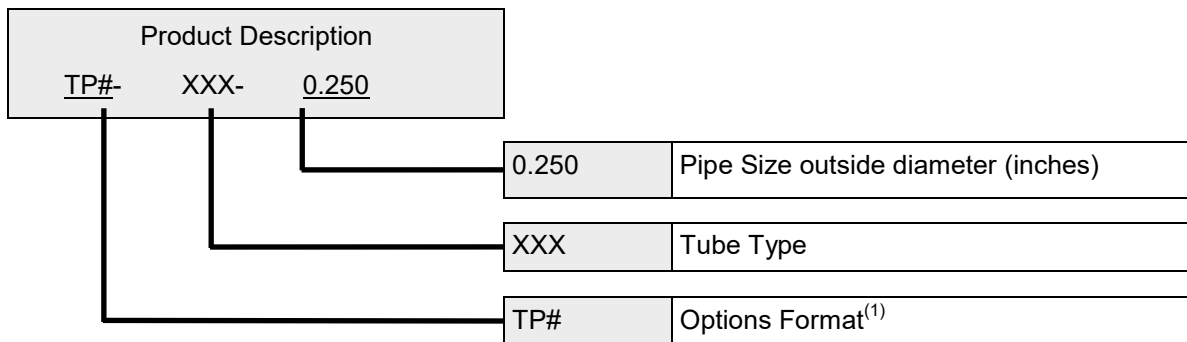 Product Description
TP#- XXX- 0.250
0.250 Pipe Size outside diameter (inches)
XXX Tube Type
TP# Options Format(1)